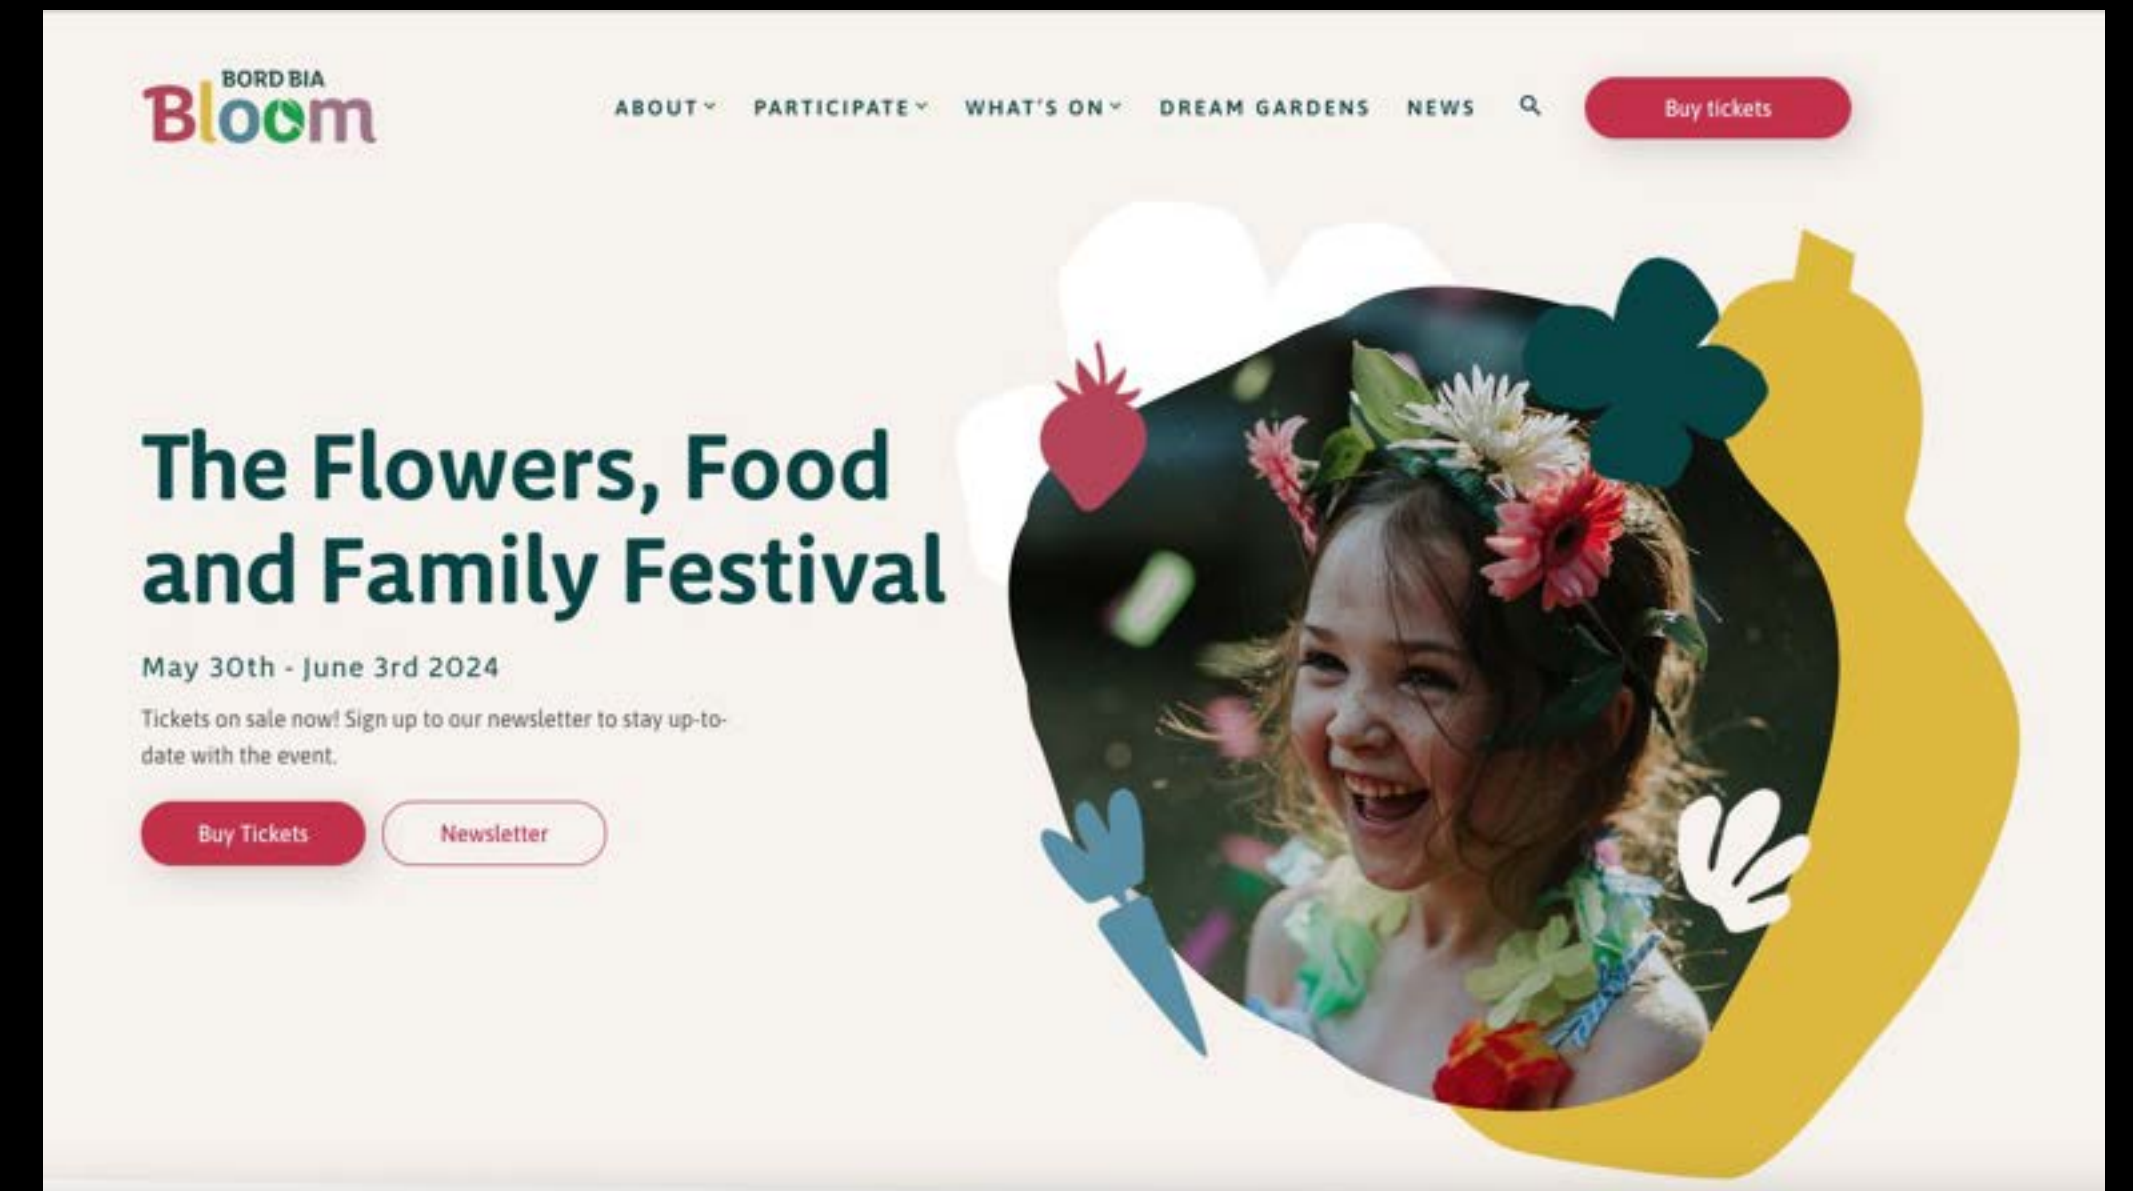 BORD BIA
Bloom
ABOUT
PARTICIPATE
WHAT'S ON
DREAM GARDENS
NEWS
Buy tickets
The Flowers, Food
and Family Festival
May 30th - June 3rd 2024
Tickets on sale now! Sign up to our newsletter to stay up-to-
date with the event.
Buy Tickets
Newsletter